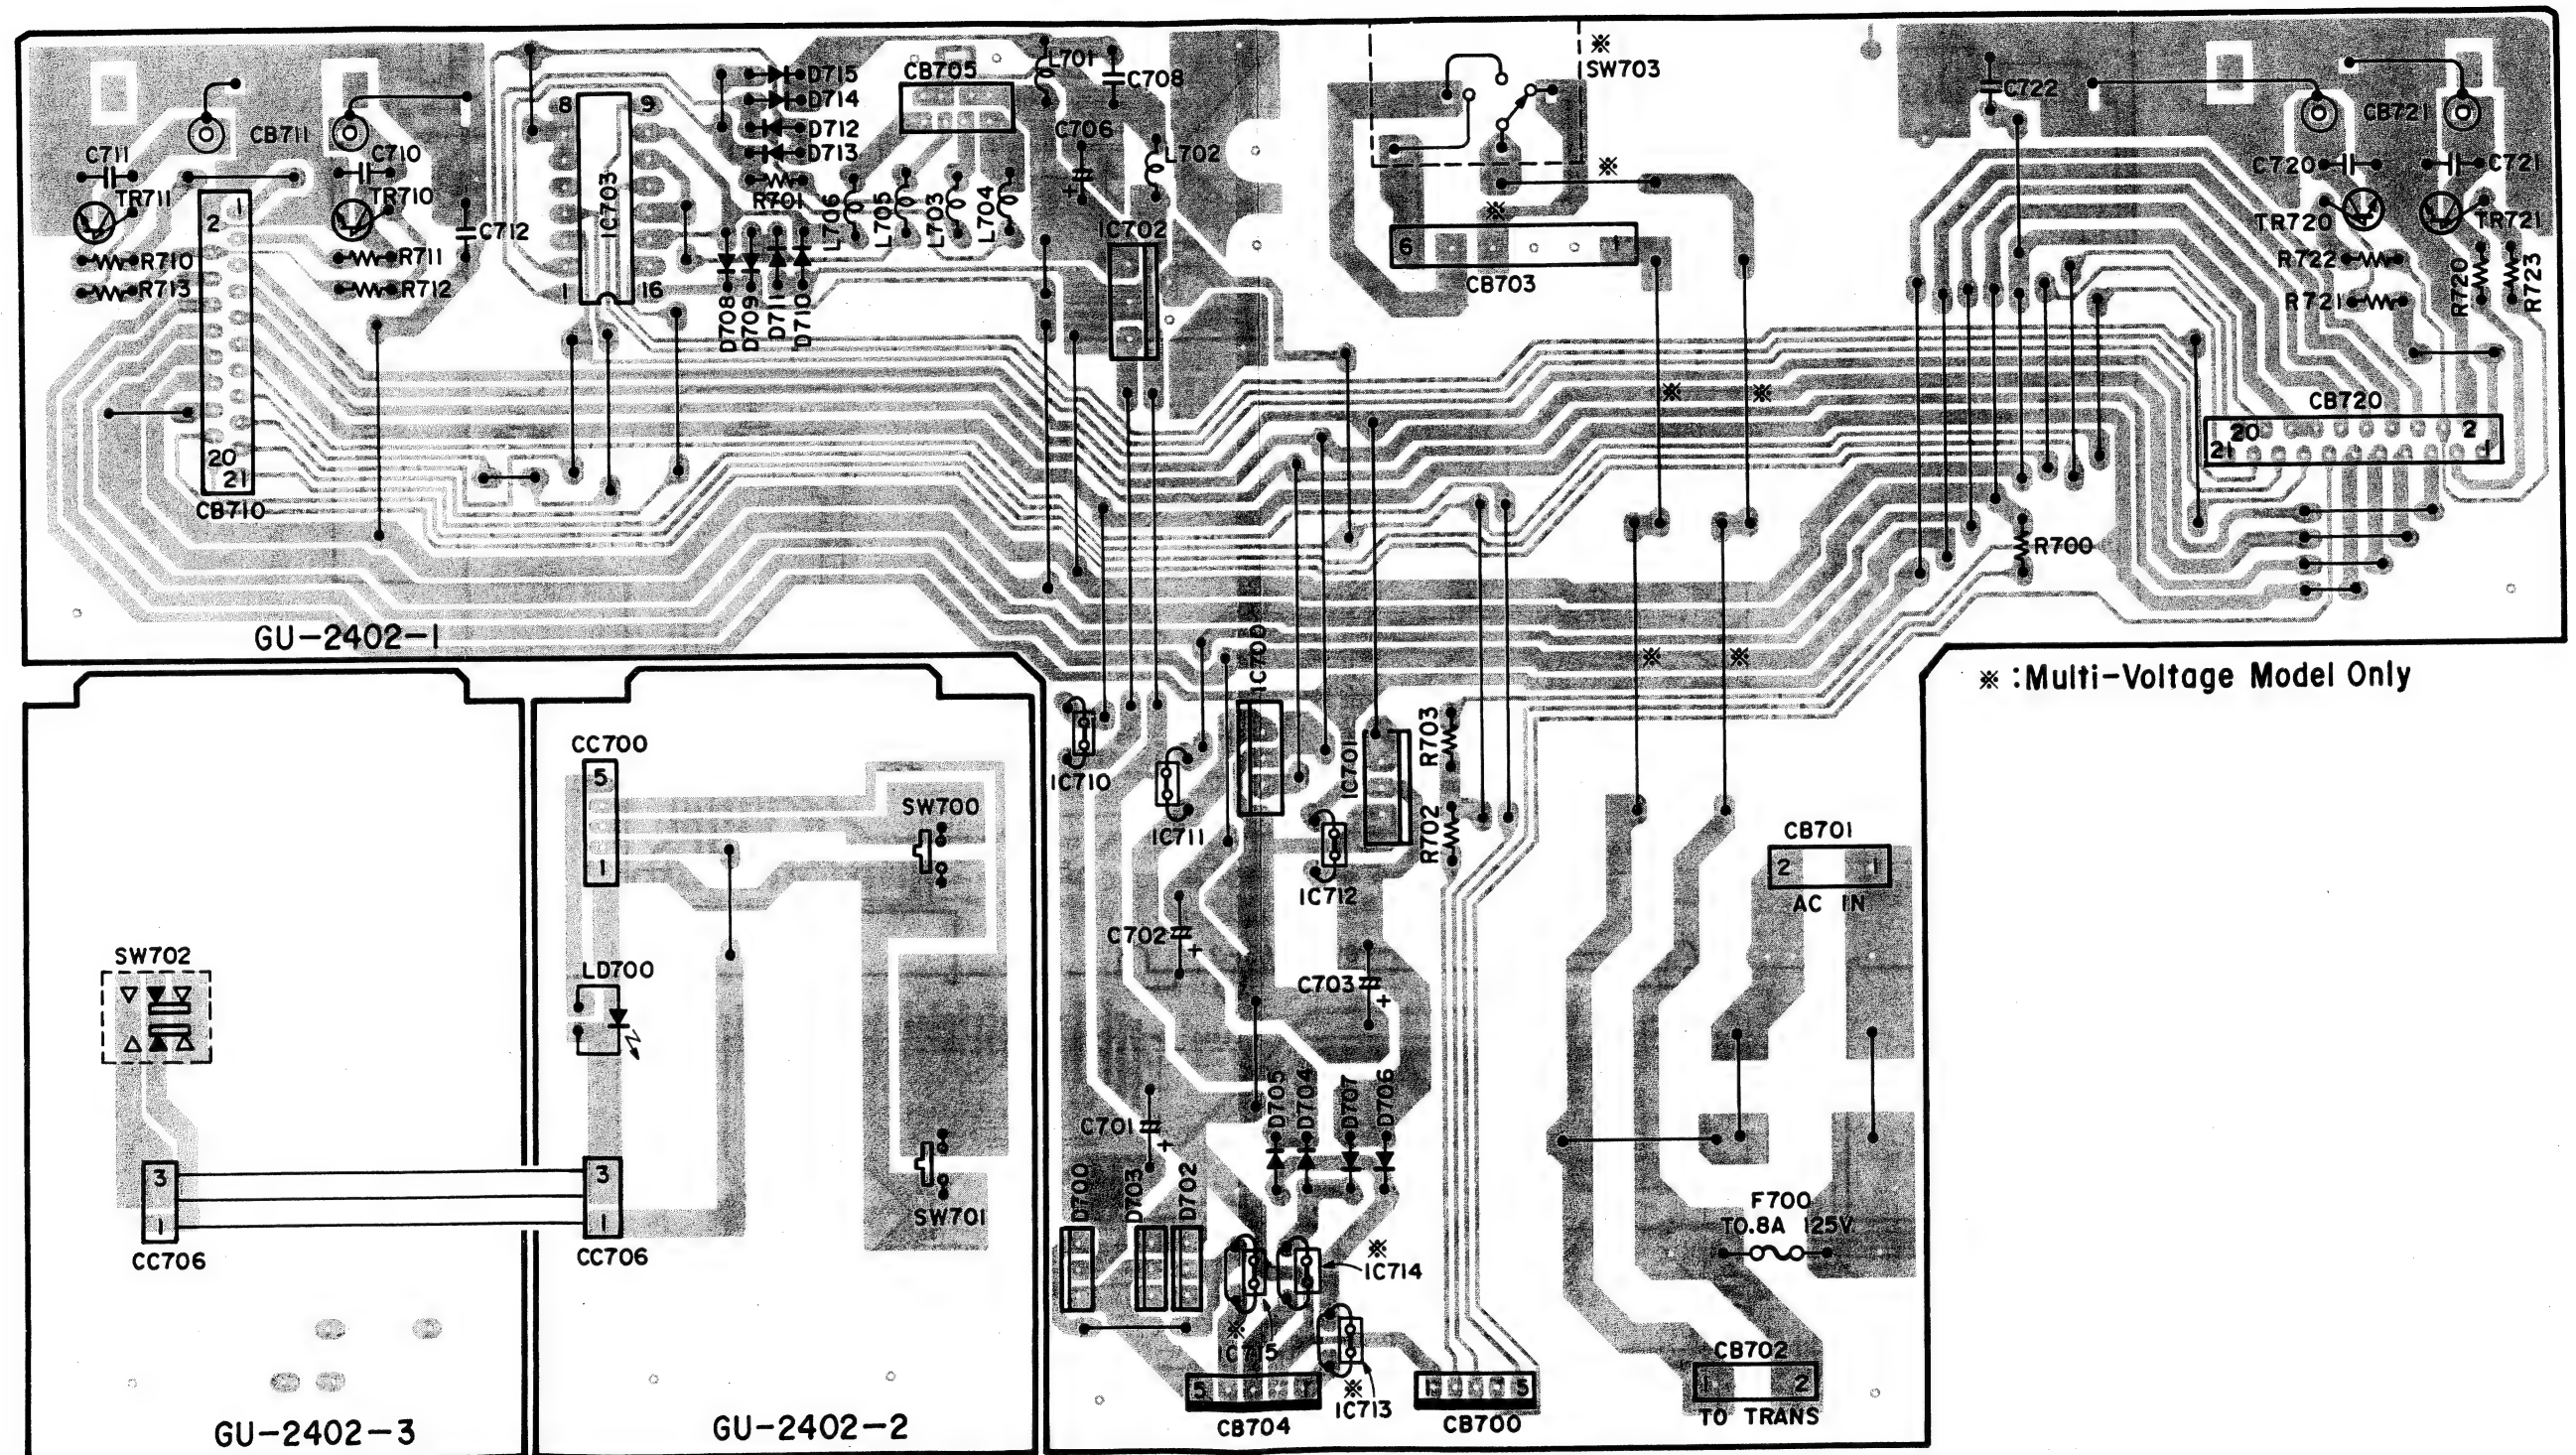 D715
D714
D712
D713
R701
CB705
L701
C708
C706
L702
※
SW703
※
※
C722
CB721
C720
C721
TR720
TR721
R722
R721
R720
R723
C711
CB711
C710
TR711
TR710
C712
R710
R711
R713
R712
1
2
20
21
CB710
8
9
IC703
1
16
D708
D709
D711
D710
L706
L705
L703
L704
IC702
6
1
CB703
※
※
CB720
20
2
21
1
R700
GU-2402-1
※
※
※ :Multi-Voltage Model Only
IC700
IC710
IC711
IC701
R703
R702
IC712
CC700
5
1
SW700
CB701
2
1
AC IN
C702
+
C703
+
SW702
LD700
D705
D704
D707
D706
C701
+
D700
D703
D702
3
1
CC706
3
1
CC706
SW701
F700
T0.8A 125V
※
IC714
※
IC715
※
IC713
5
1
CB704
1
5
CB700
CB702
1
2
TO TRANS
GU-2402-3
GU-2402-2